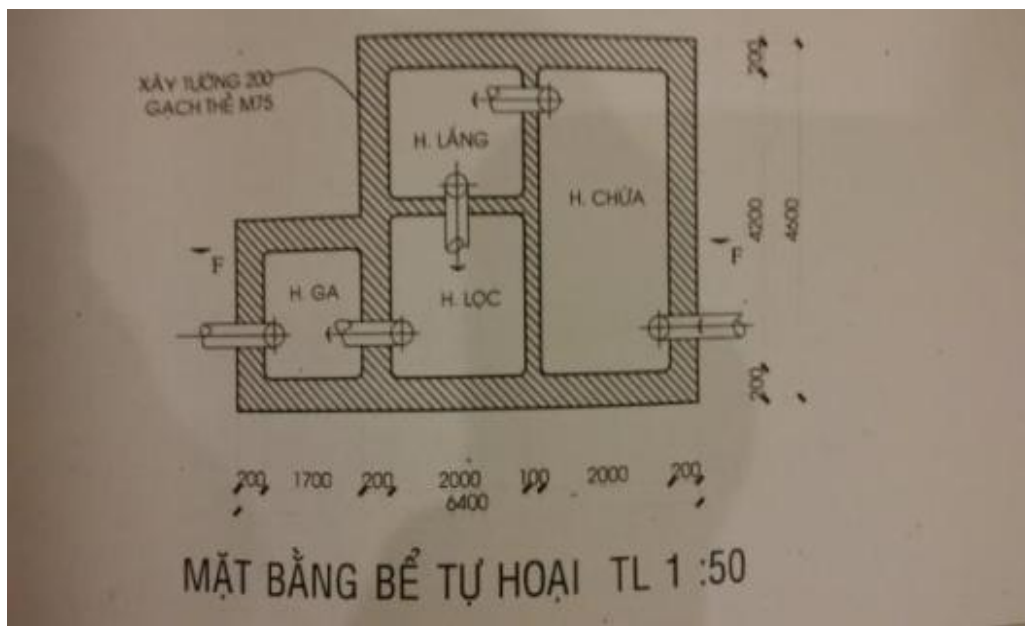 XÂY TƯỜNG 200
GẠCH THẺ M75
200
H. LẮNG
H. CHỨA
4200
4600
F
F
H. GA
H. LỌC
200
200 1700 200 2000 100 2000 200
6400
MẶT BẰNG BỂ TỰ HOẠI TL 1 :50